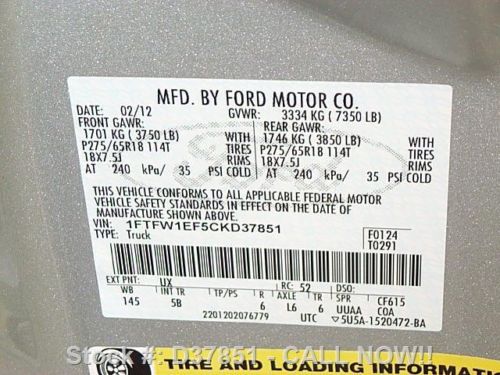 MFD. BY FORD MOTOR CO.
DATE: 02/12 GVWR: 3334 KG ( 7350 LB)
FRONT GAWR: REAR GAWR:
1701 KG ( 3750 LB) WITH 1746 KG ( 3850 LB) WITH
P275/65R18 114T TIRES P275/65R18 114T TIRES
18X7.5J RIMS 18X7.5J RIMS
AT 240 kPa/ 35 PSI COLD AT 240 kPa/ 35 PSI COLD
THIS VEHICLE CONFORMS TO ALL APPLICABLE FEDERAL MOTOR
VEHICLE SAFETY STANDARDS IN EFFECT ON THE DATE OF
MANUFACTURE SHOWN ABOVE.
VIN: 1FTFW1EF5CKD37851 F0124
TYPE: Truck T0291
EXT PNT: UX RC: 52 DSO:
WB INT TR TP/PS R AXLE TR SPR CF615
145 5B 6 L6 6 UUAA COA
2201202076779 UTC 5U5A-1520472-BA
Stock #: D37851 - CALL NOW!!
TIRE AND LOADING INFORMATION